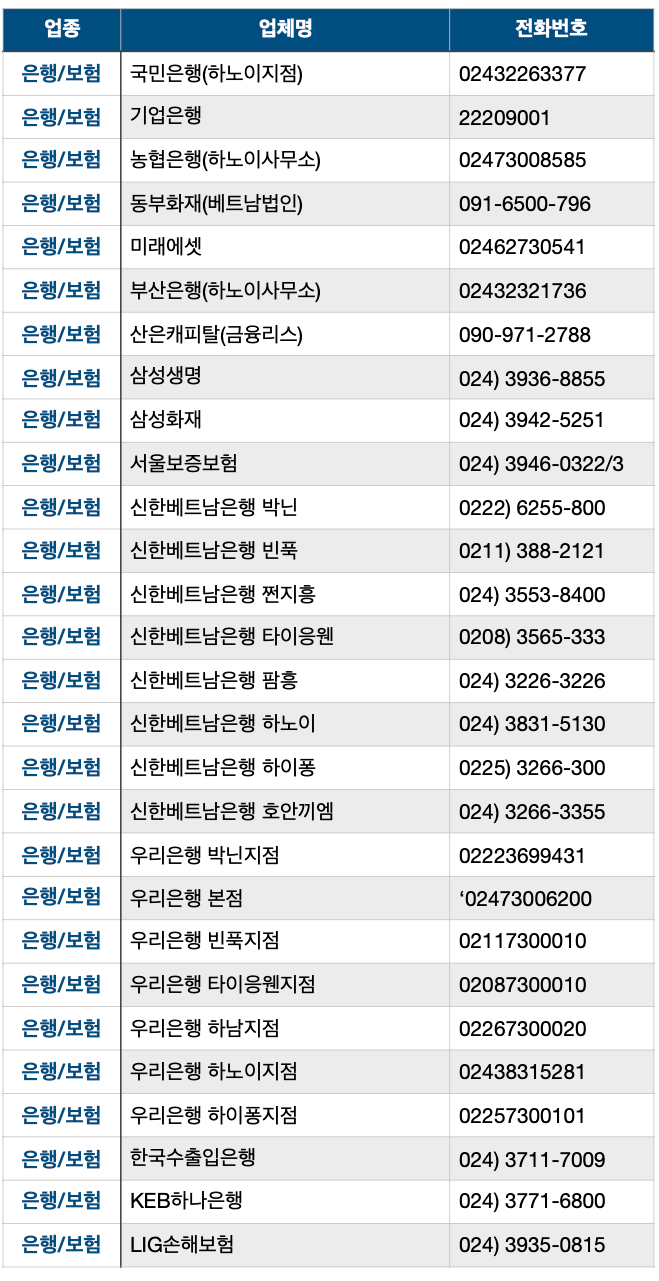 업종 업체명 전화번호
은행/보험 국민은행(하노이지점) 02432263377
은행/보험 기업은행 22209001
은행/보험 농협은행(하노이사무소) 02473008585
은행/보험 동부화재(베트남법인) 091-6500-796
은행/보험 미래에셋 02462730541
은행/보험 부산은행(하노이사무소) 02432321736
은행/보험 산은캐피탈(금융리스) 090-971-2788
은행/보험 삼성생명 024) 3936-8855
은행/보험 삼성화재 024) 3942-5251
은행/보험 서울보증보험 024) 3946-0322/3
은행/보험 신한베트남은행 박닌 0222) 6255-800
은행/보험 신한베트남은행 빈푹 0211) 388-2121
은행/보험 신한베트남은행 쩐지흥 024) 3553-8400
은행/보험 신한베트남은행 타이응웬 0208) 3565-333
은행/보험 신한베트남은행 팜흥 024) 3226-3226
은행/보험 신한베트남은행 하노이 024) 3831-5130
은행/보험 신한베트남은행 하이퐁 0225) 3266-300
은행/보험 신한베트남은행 호안끼엠 024) 3266-3355
은행/보험 우리은행 박닌지점 02223699431
은행/보험 우리은행 본점 ‘02473006200
은행/보험 우리은행 빈푹지점 02117300010
은행/보험 우리은행 타이응웬지점 02087300010
은행/보험 우리은행 하남지점 02267300020
은행/보험 우리은행 하노이지점 02438315281
은행/보험 우리은행 하이퐁지점 02257300101
은행/보험 한국수출입은행 024) 3711-7009
은행/보험 KEB하나은행 024) 3771-6800
은행/보험 LIG손해보험 024) 3935-0815